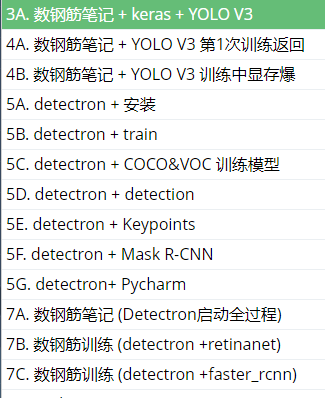 3A. 数钢筋笔记 + keras + YOLO V3
4A. 数钢筋笔记 + YOLO V3 第1次训练返回
4B. 数钢筋笔记 + YOLO V3 训练中显存爆
5A. detectron + 安装
5B. detectron + train
5C. detectron + COCO&VOC 训练模型
5D. detectron + detection
5E. detectron + Keypoints
5F. detectron + Mask R-CNN
5G. detectron+ Pycharm
7A. 数钢筋笔记 (Detectron启动全过程)
7B. 数钢筋训练 (detectron +retinanet)
7C. 数钢筋训练 (detectron +faster_rcnn)